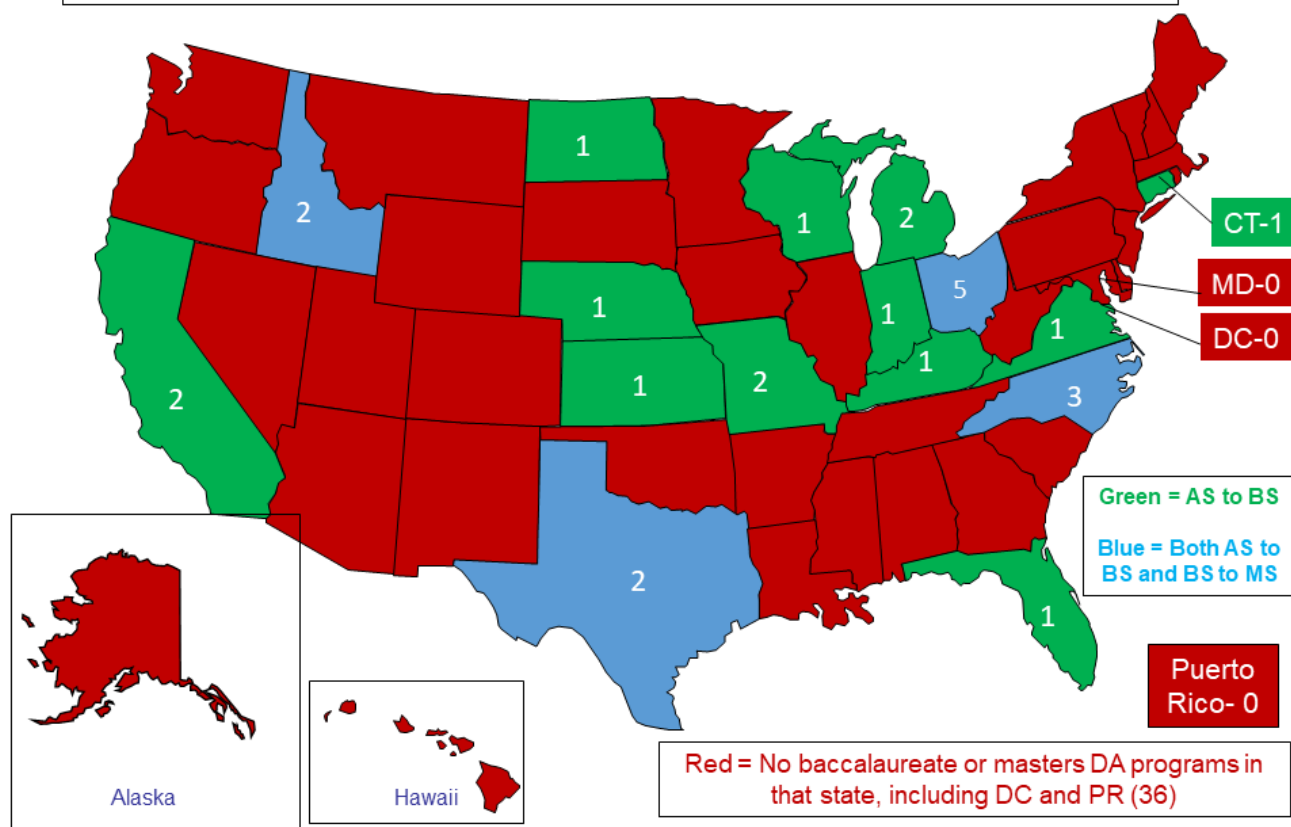 1
2
1
2
CT-1
5
MD-0
1
1
DC-0
1
1
2
1
2
3
Green = AS to BS
Blue = Both AS to
BS and BS to MS
2
1
Puerto
Rico- 0
Red = No baccalaureate or masters DA programs in
that state, including DC and PR (36)
Alaska
Hawaii